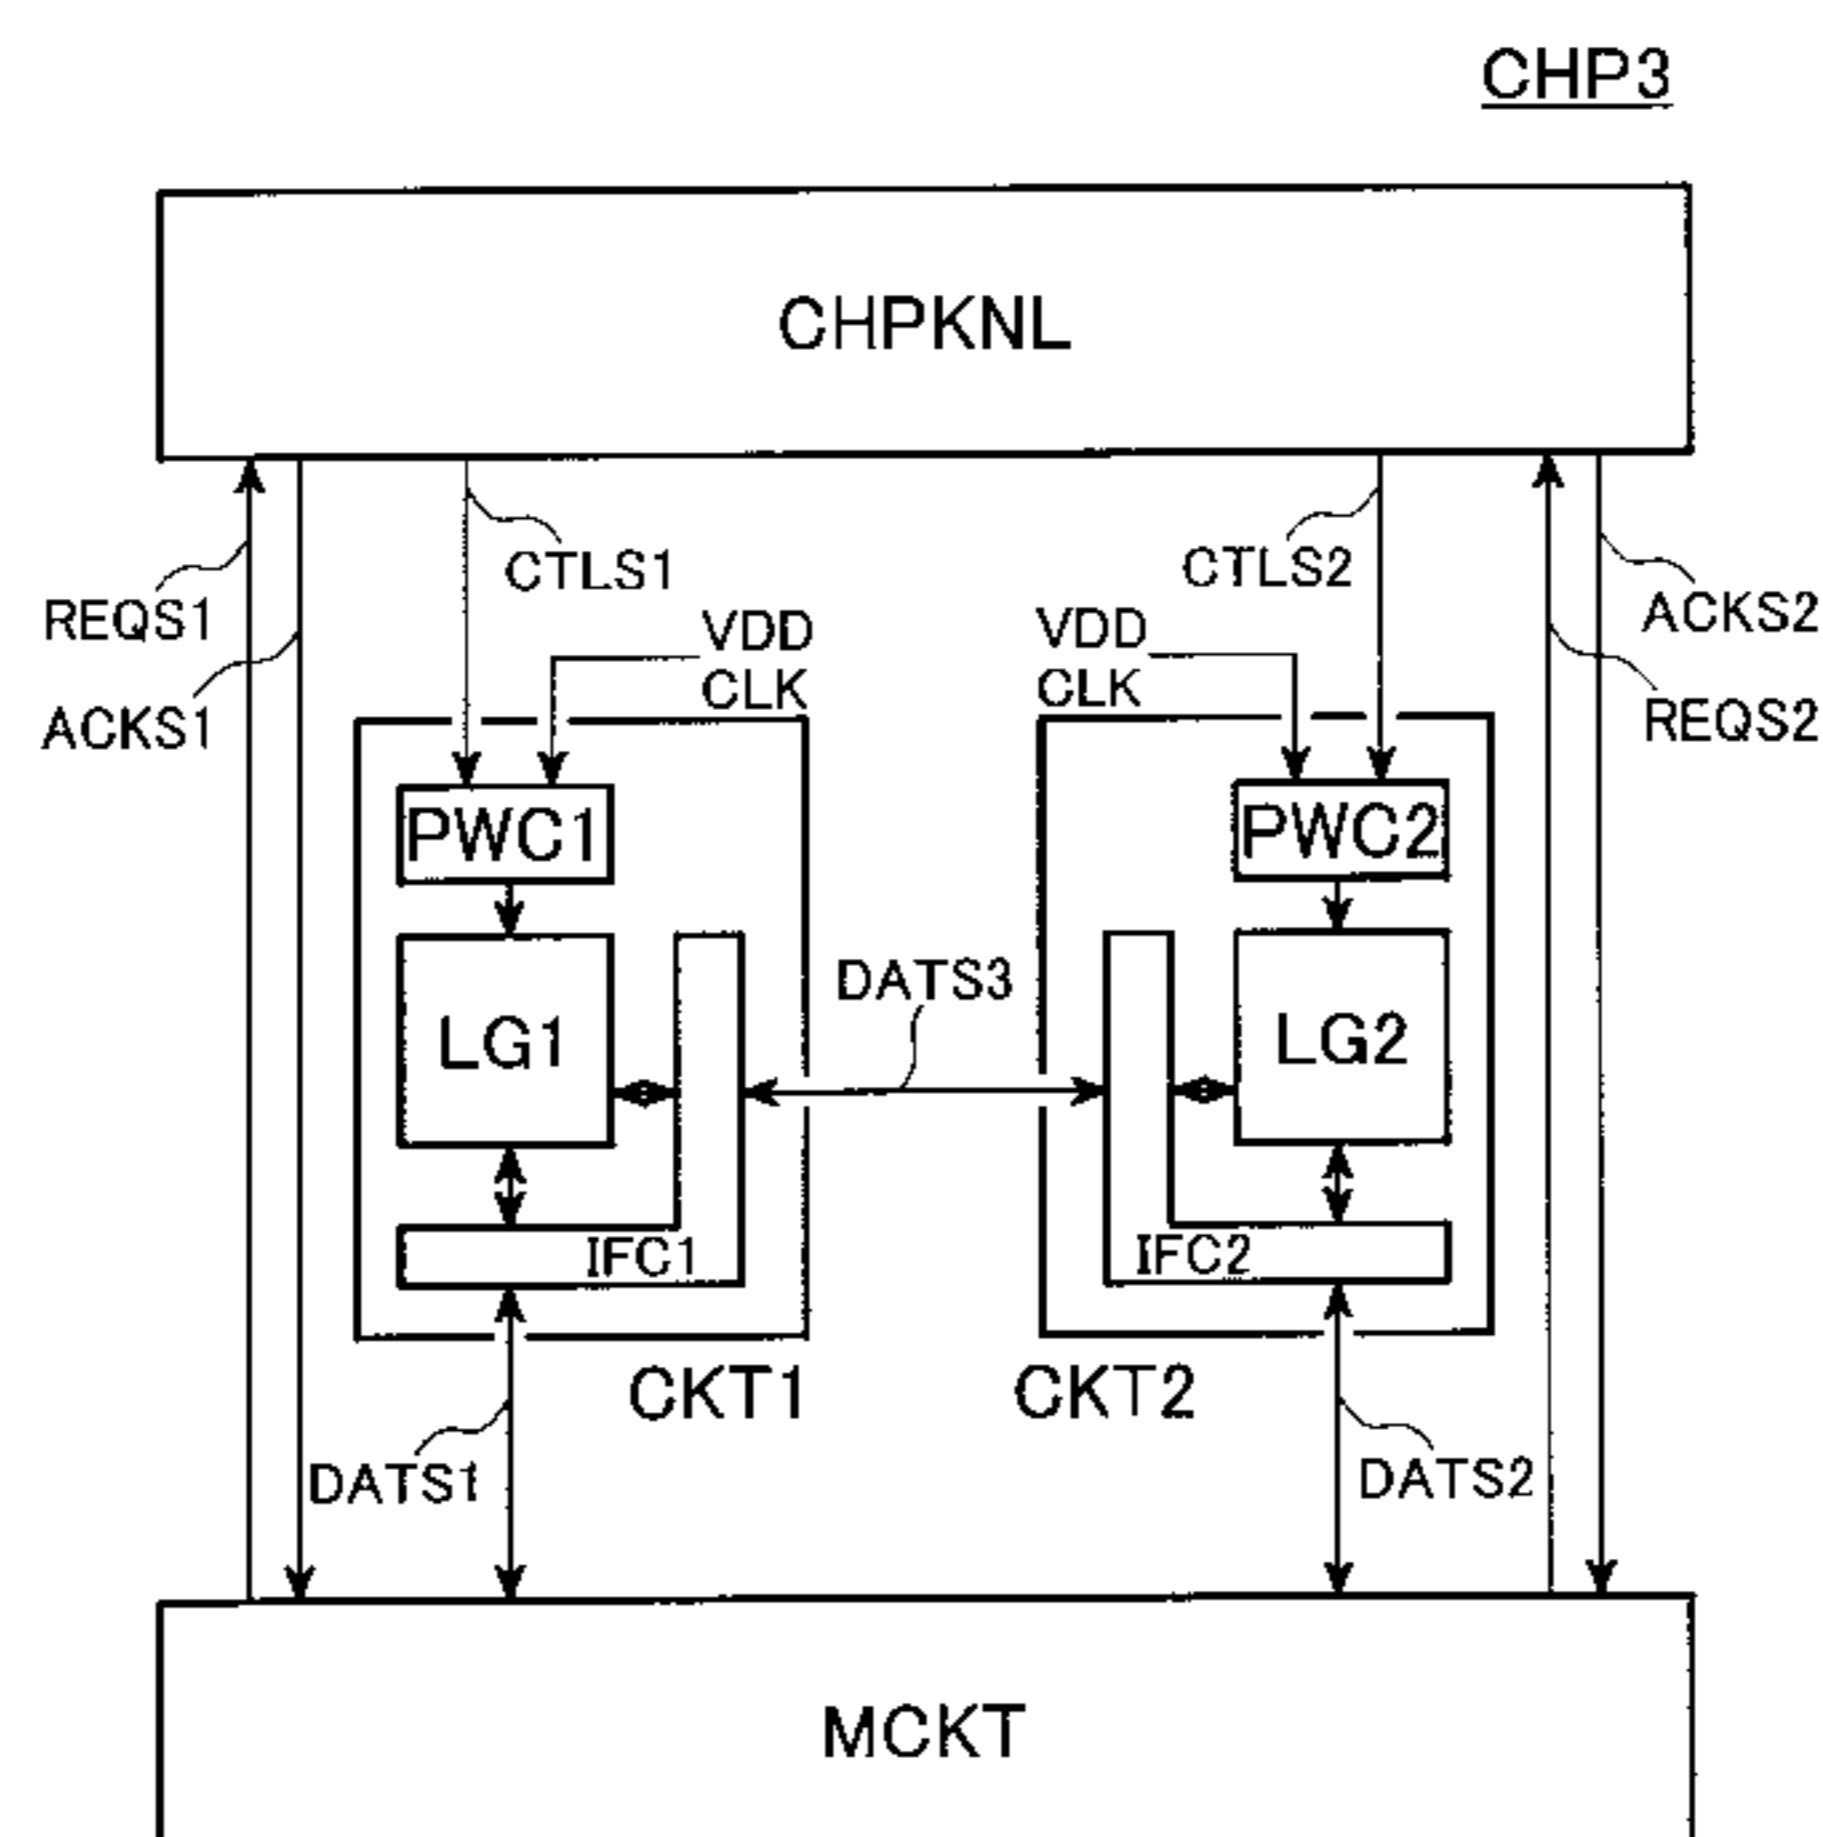 CHP3
CHPKNL
CTLS1
CTLS2
REQS1
ACKS2
VDD
CLK
VDD
CLK
ACKS1
REQS2
PWC1
PWC2
DATS3
LG1
LG2
IFC1
IFC2
CKT1
CKT2
DATS1
DATS2
MCKT